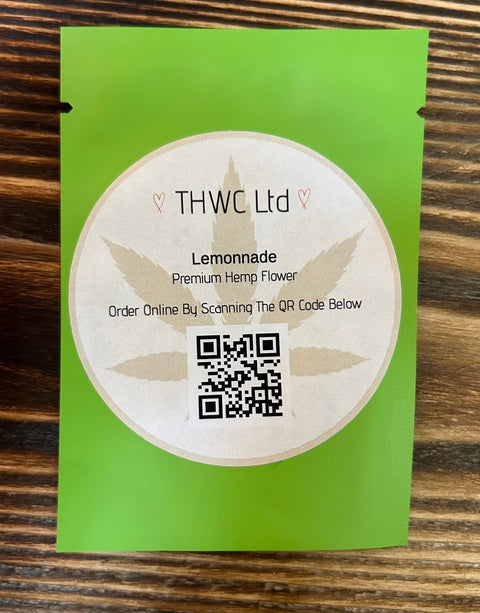 THWC Ltd
Lemonnade
Premium Hemp Flower
Order Online By Scanning The QR Code Below